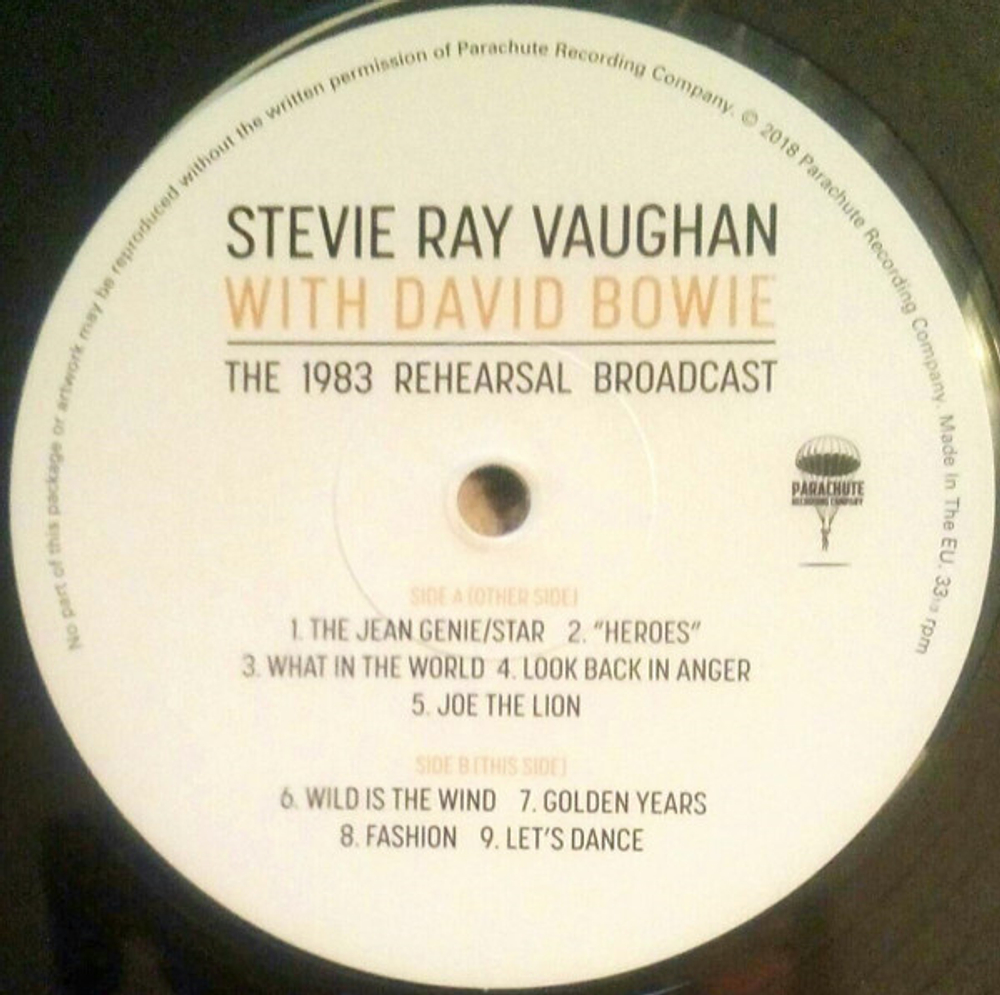 No part of this package or artwork may be reproduced without the written permission of Parachute Recording Company. © 2018 Parachute Recording Company. Made In The EU. 33⅓ rpm
STEVIE RAY VAUGHAN
WITH DAVID BOWIE
THE 1983 REHEARSAL BROADCAST
PARACHUTE
RECORDING COMPANY
SIDE A (OTHER SIDE)
1. THE JEAN GENIE/STAR 2. “HEROES”
3. WHAT IN THE WORLD 4. LOOK BACK IN ANGER
5. JOE THE LION
SIDE B (THIS SIDE)
6. WILD IS THE WIND 7. GOLDEN YEARS
8. FASHION 9. LET'S DANCE